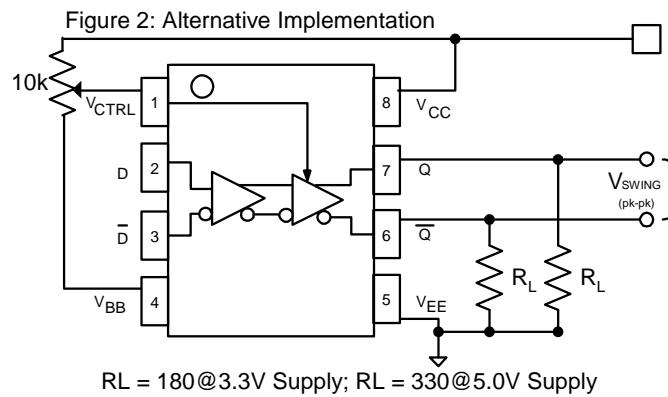 Figure 2: Alternative Implementation
10k
VCTRL
1
8
VCC
D
2
7
Q
VSWING
(pk-pk)
D̅
3
6
Q̅
RL
RL
VBB
4
5
VEE
RL = 180@3.3V Supply; RL = 330@5.0V Supply